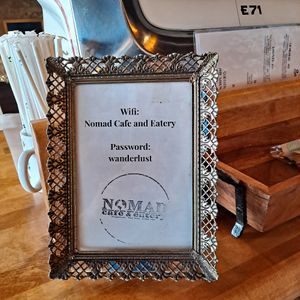 E71
Wifi:
Nomad Cafe and Eatery
Password:
wanderlust
NOMAD
cafe & eatery